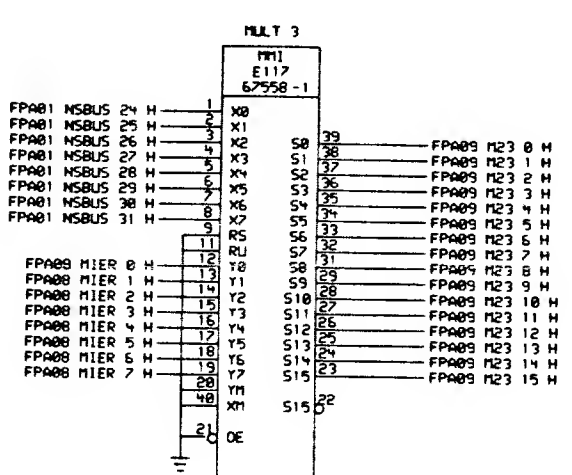 MULT 3
MMI
E117
67558-1
FPA01 NSBUS 24 H 1 X0
FPA01 NSBUS 25 H 2 X1
FPA01 NSBUS 26 H 3 X2
FPA01 NSBUS 27 H 4 X3
FPA01 NSBUS 28 H 5 X4
FPA01 NSBUS 29 H 6 X5
FPA01 NSBUS 30 H 7 X6
FPA01 NSBUS 31 H 8 X7
9 RS
11 RU
FPA09 MIER 0 H 12 Y0
FPA08 MIER 1 H 13 Y1
FPA08 MIER 2 H 14 Y2
FPA08 MIER 3 H 15 Y3
FPA08 MIER 4 H 16 Y4
FPA08 MIER 5 H 17 Y5
FPA08 MIER 6 H 18 Y6
FPA08 MIER 7 H 19 Y7
20 YM
40 XM
21 OE
S0 39 FPA09 M23 0 H
S1 38 FPA09 M23 1 H
S2 37 FPA09 M23 2 H
S3 36 FPA09 M23 3 H
S4 35 FPA09 M23 4 H
S5 34 FPA09 M23 5 H
S6 33 FPA09 M23 6 H
S7 32 FPA09 M23 7 H
S8 31 FPA09 M23 8 H
S9 29 FPA09 M23 9 H
S10 28 FPA09 M23 10 H
S11 27 FPA09 M23 11 H
S12 26 FPA09 M23 12 H
S13 25 FPA09 M23 13 H
S14 24 FPA09 M23 14 H
S15 23 FPA09 M23 15 H
S15 22